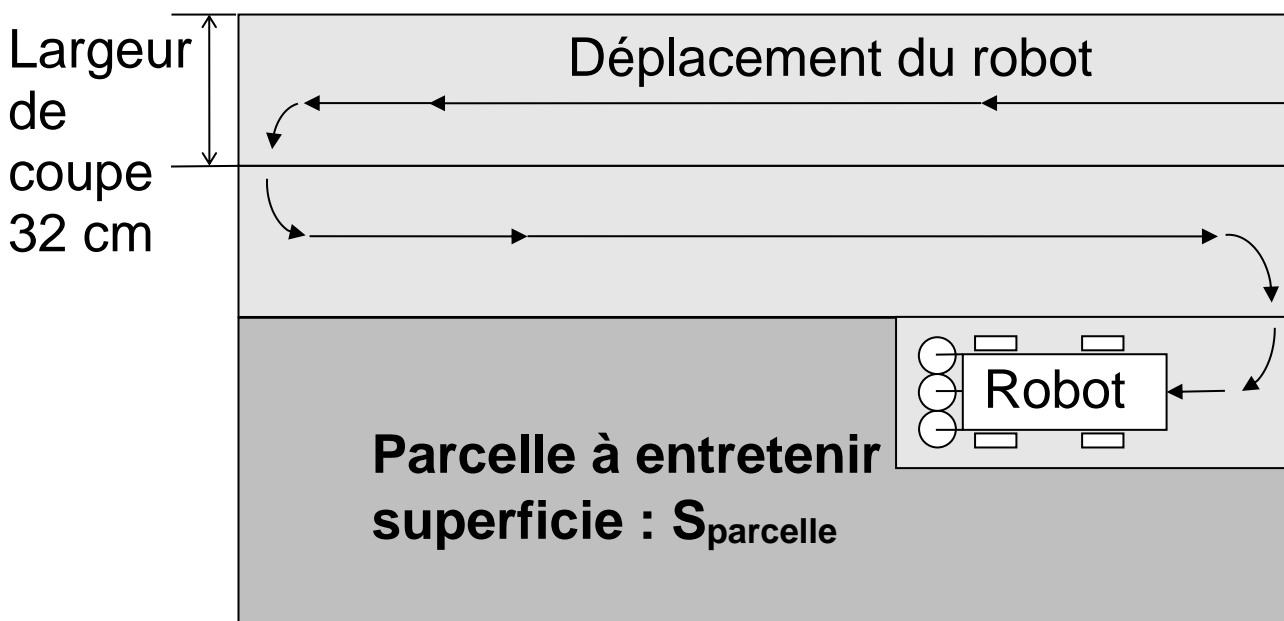 Largeur
de
coupe
32 cm
Déplacement du robot
Robot
Parcelle à entretenir
superficie : Sparcelle